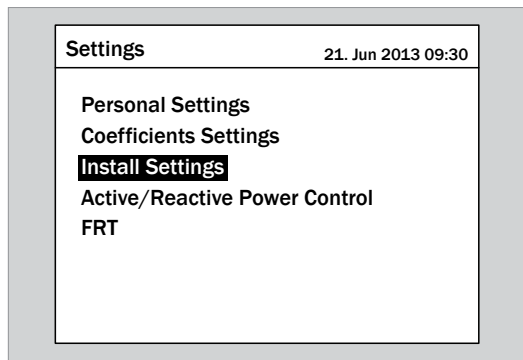 Settings 21. Jun 2013 09:30
Personal Settings
Coefficients Settings
Install Settings
Active/Reactive Power Control
FRT